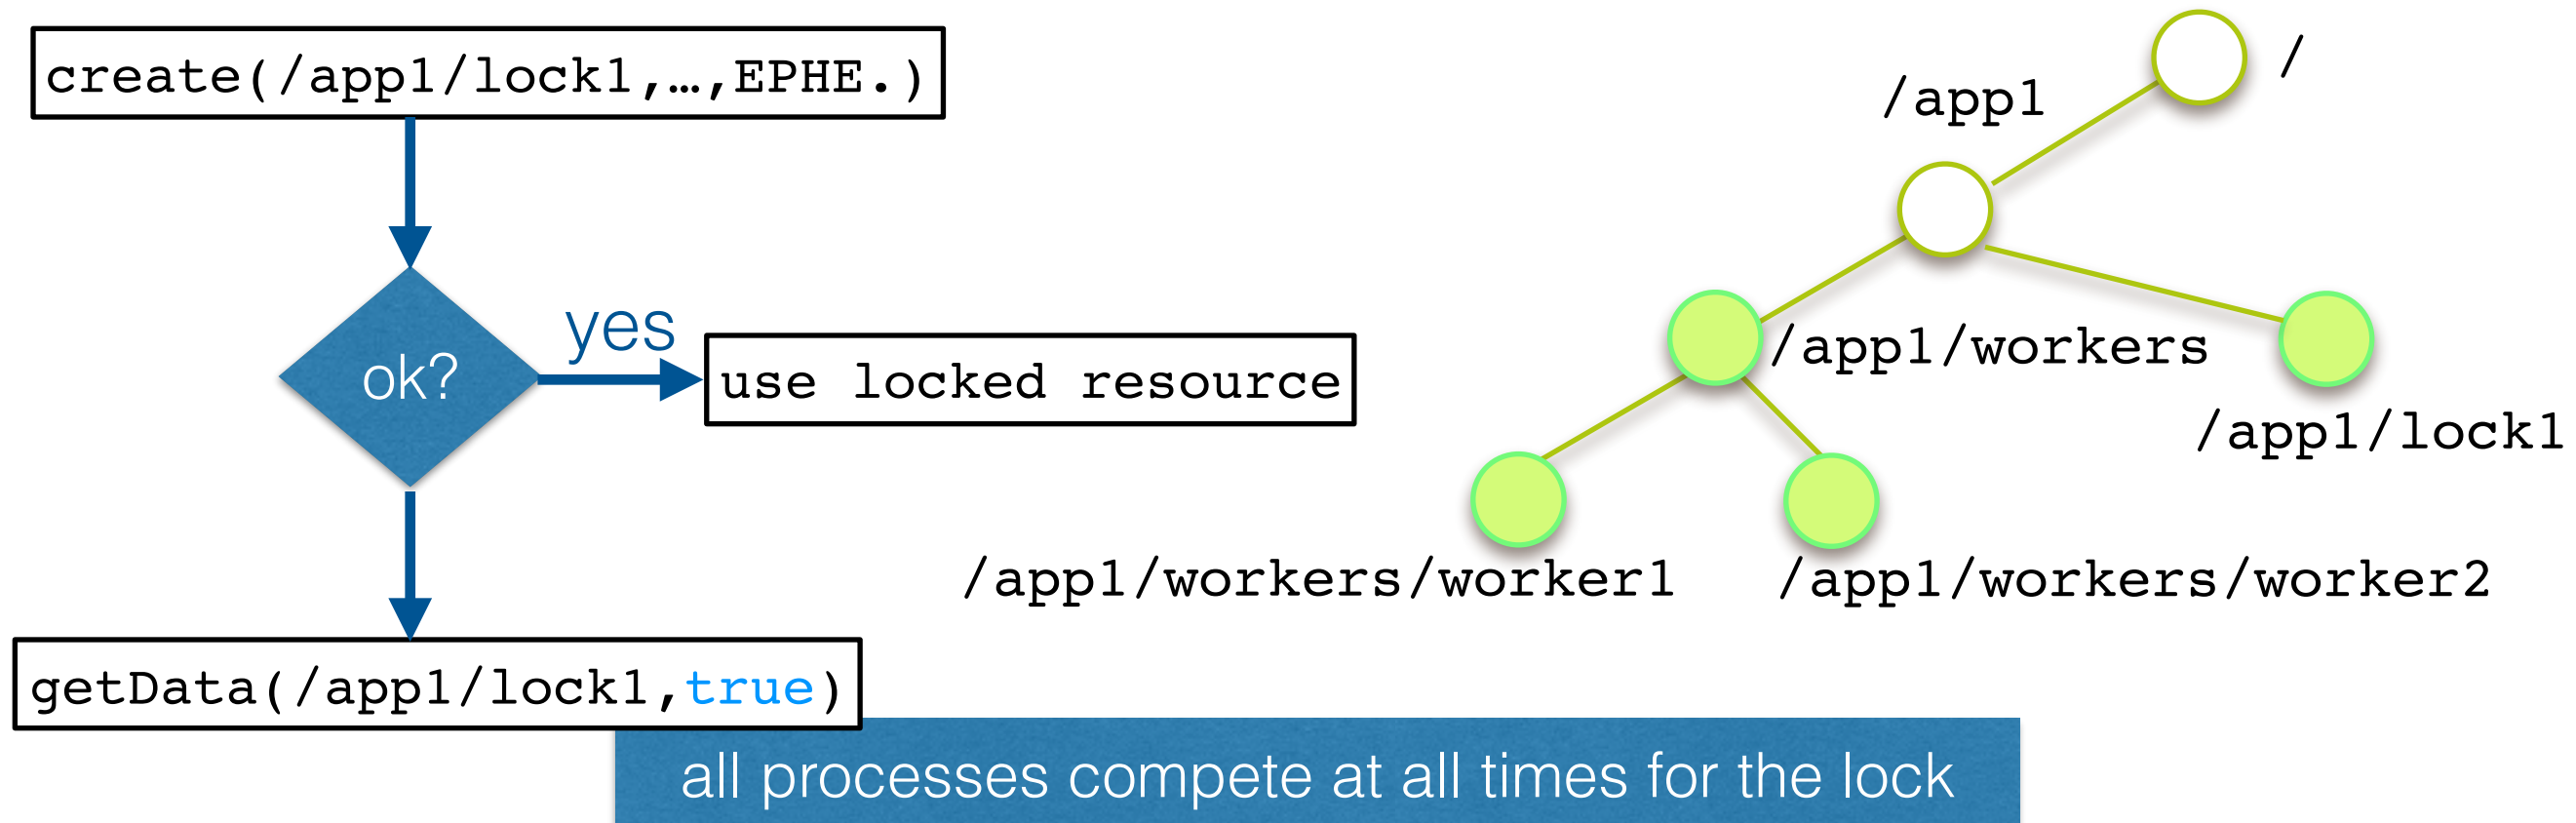 create(/app1/lock1,…,EPHE.)
ok?
yes
use locked resource
getData(/app1/lock1,true)
/
/app1
/app1/workers
/app1/lock1
/app1/workers/worker1
/app1/workers/worker2
all processes compete at all times for the lock